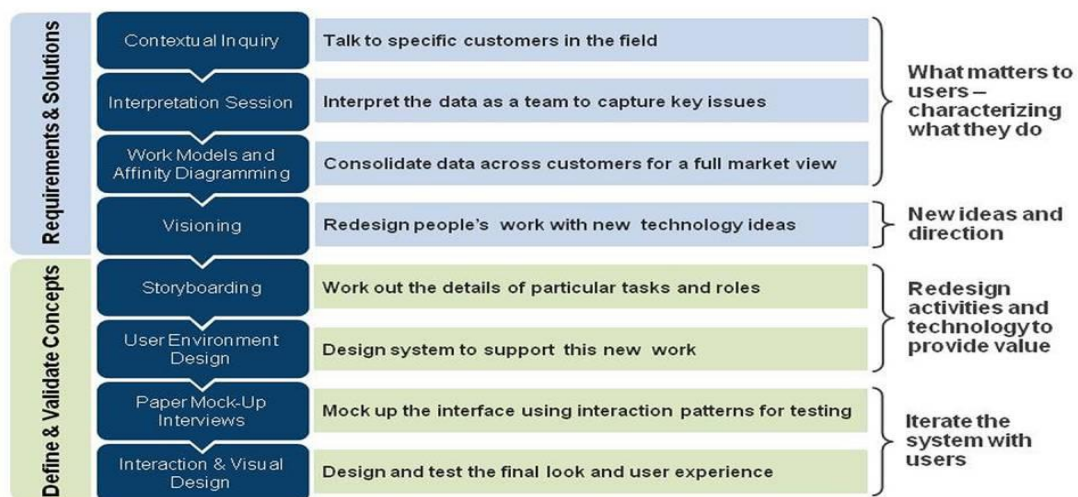 Requirements & Solutions
Contextual Inquiry
Talk to specific customers in the field
Interpretation Session
Interpret the data as a team to capture key issues
Work Models and
Affinity Diagramming
Consolidate data across customers for a full market view
What matters to
users –
characterizing
what they do
Visioning
Redesign people's work with new technology ideas
New ideas and
direction
Define & Validate Concepts
Storyboarding
Work out the details of particular tasks and roles
User Environment
Design
Design system to support this new work
Redesign
activities and
technology to
provide value
Paper Mock-Up
Interviews
Mock up the interface using interaction patterns for testing
Interaction & Visual
Design
Design and test the final look and user experience
Iterate the
system with
users